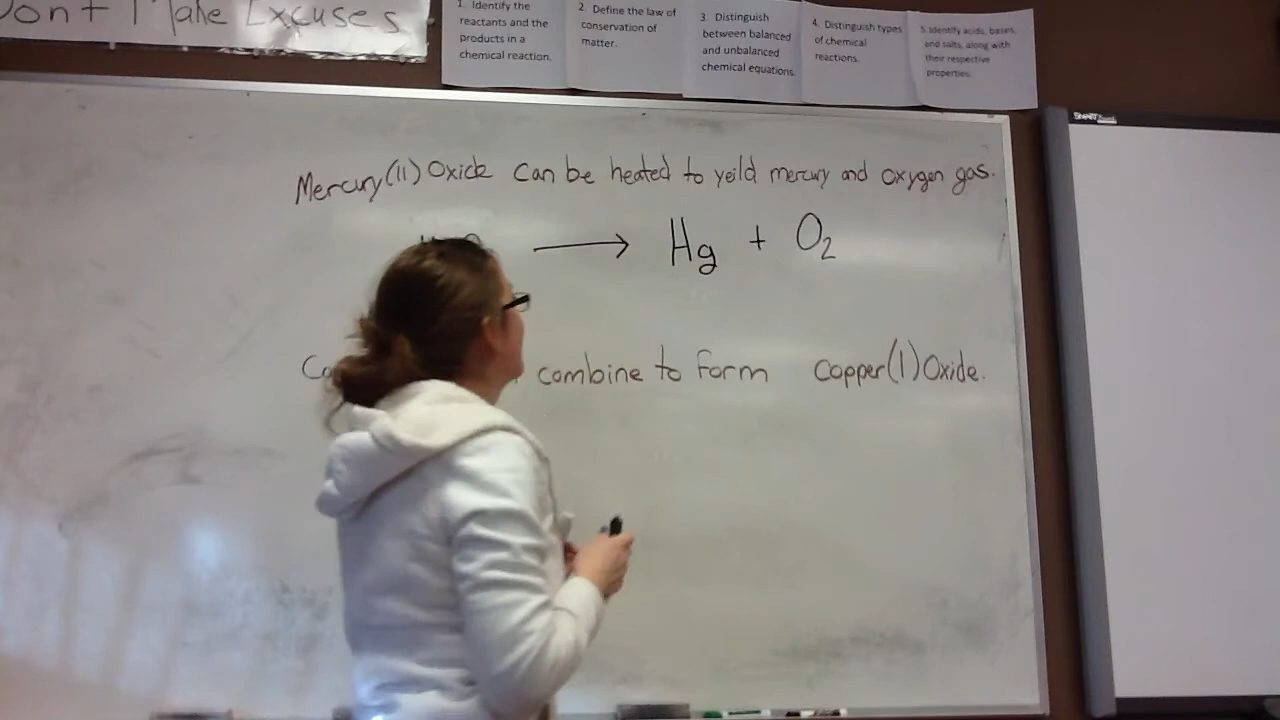 Don't Make Excuses
1. Identify the
reactants and the
products in a
chemical reaction.
2. Define the law of
conservation of
matter.
3. Distinguish
between balanced
and unbalanced
chemical equations.
4. Distinguish types
of chemical
reactions.
5. Identify acids, bases,
and salts, along with
their respective
properties.
SMART
Mercury(II) Oxide can be heated to yeild mercury and oxygen gas.
→ Hg + O₂
combine to form Copper(I) Oxide.